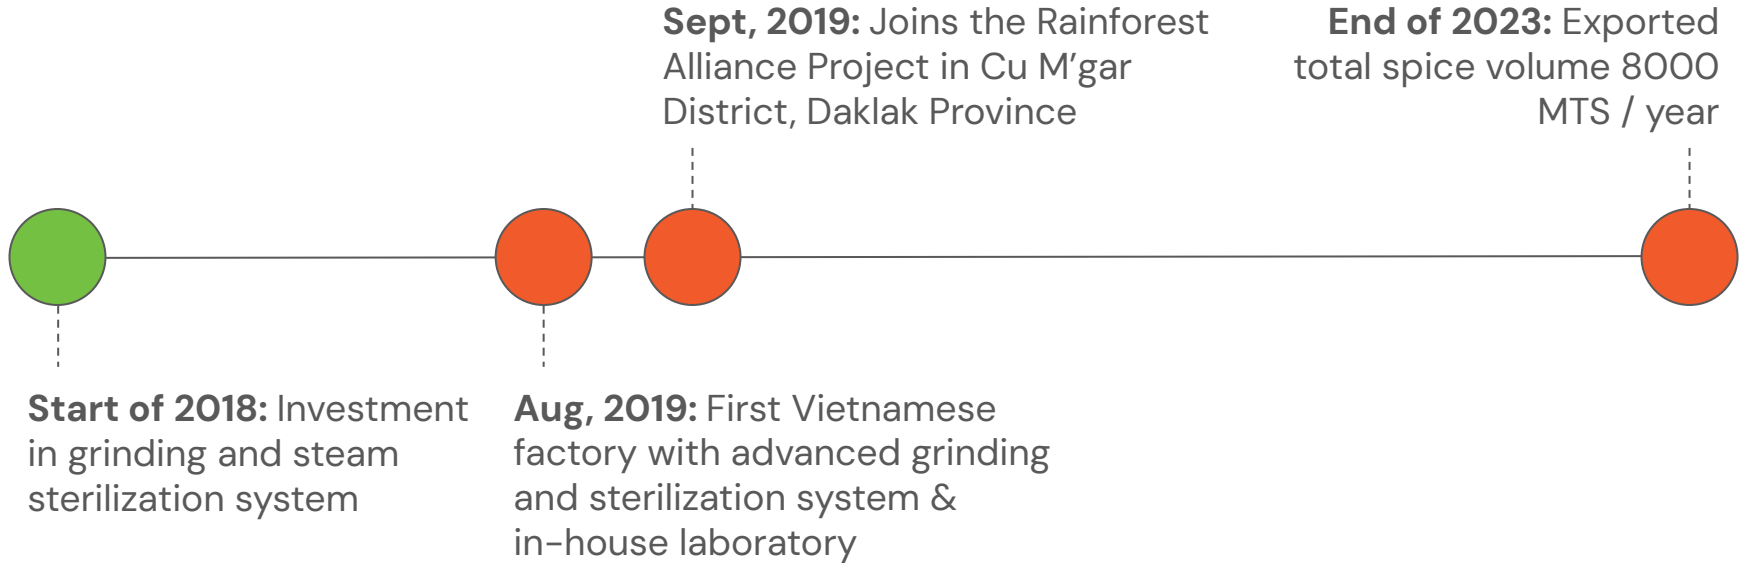 Sept, 2019: Joins the Rainforest
Alliance Project in Cu M’gar
District, Daklak Province
End of 2023: Exported
total spice volume 8000
MTS / year
Start of 2018: Investment
in grinding and steam
sterilization system
Aug, 2019: First Vietnamese
factory with advanced grinding
and sterilization system &
in-house laboratory